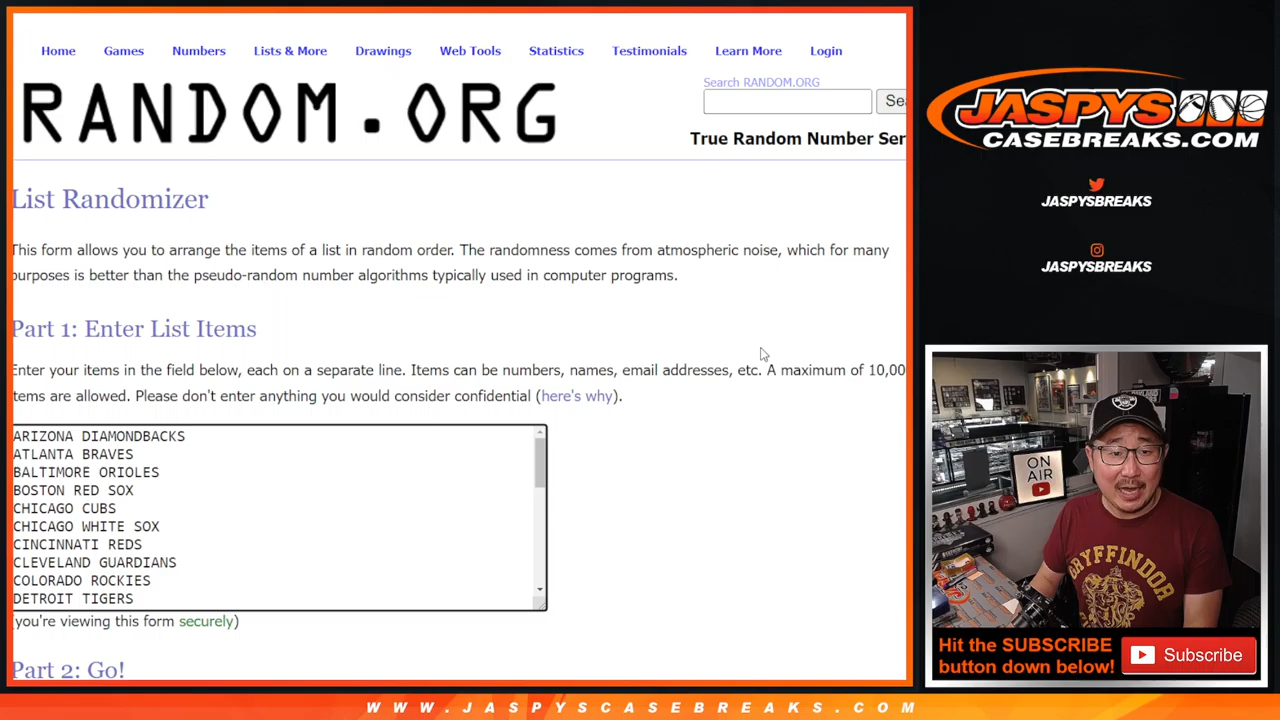 Home Games Numbers Lists & More Drawings Web Tools Statistics Testimonials Learn More Login
RANDOM.ORG
Search RANDOM.ORG
Sea
True Random Number Ser
List Randomizer
This form allows you to arrange the items of a list in random order. The randomness comes from atmospheric noise, which for many
purposes is better than the pseudo-random number algorithms typically used in computer programs.
Part 1: Enter List Items
Enter your items in the field below, each on a separate line. Items can be numbers, names, email addresses, etc. A maximum of 10,00
items are allowed. Please don't enter anything you would consider confidential (here's why).
ARIZONA DIAMONDBACKS
ATLANTA BRAVES
BALTIMORE ORIOLES
BOSTON RED SOX
CHICAGO CUBS
CHICAGO WHITE SOX
CINCINNATI REDS
CLEVELAND GUARDIANS
COLORADO ROCKIES
DETROIT TIGERS
(you're viewing this form securely)
Part 2: Go!
JASPYS
CASEBREAKS.COM
JASPYSBREAKS
JASPYSBREAKS
ON
AIR
GRYFFINDOR
Hit the SUBSCRIBE
button down below!
Subscribe
WWW.JASPYSCASEBREAKS.COM